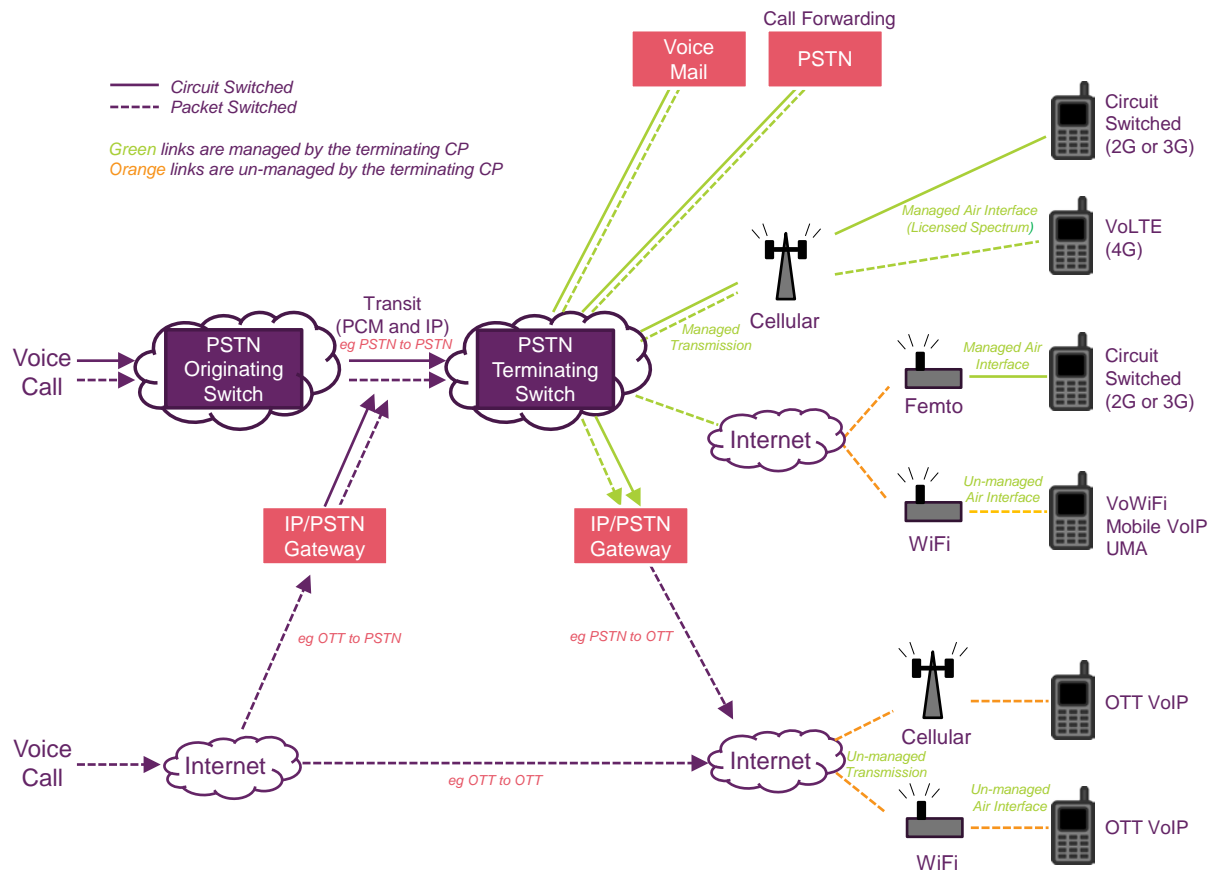 Call Forwarding
Voice
Mail
PSTN
Circuit Switched
Packet Switched
Green links are managed by the terminating CP
Orange links are un-managed by the terminating CP
Circuit
Switched
(2G or 3G)
Managed Air Interface
(Licensed Spectrum)
VoLTE
(4G)
Cellular
Managed
Transmission
Transit
(PCM and IP)
eg PSTN to PSTN
Voice
Call
PSTN
Originating
Switch
PSTN
Terminating
Switch
Managed Air
Interface
Femto
Circuit
Switched
(2G or 3G)
Internet
Un-managed
Air Interface
WiFi
VoWiFi
Mobile VoIP
UMA
IP/PSTN
Gateway
IP/PSTN
Gateway
eg OTT to PSTN
eg PSTN to OTT
Cellular
OTT VoIP
Voice
Call
Internet
eg OTT to OTT
Internet
Un-managed
Transmission
Un-managed
Air Interface
WiFi
OTT VoIP